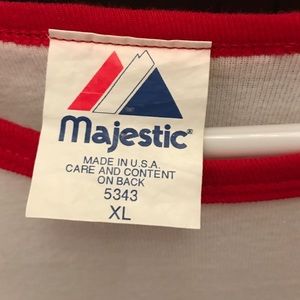 Majestic®
MADE IN U.S.A.
CARE AND CONTENT
ON BACK
5343
XL